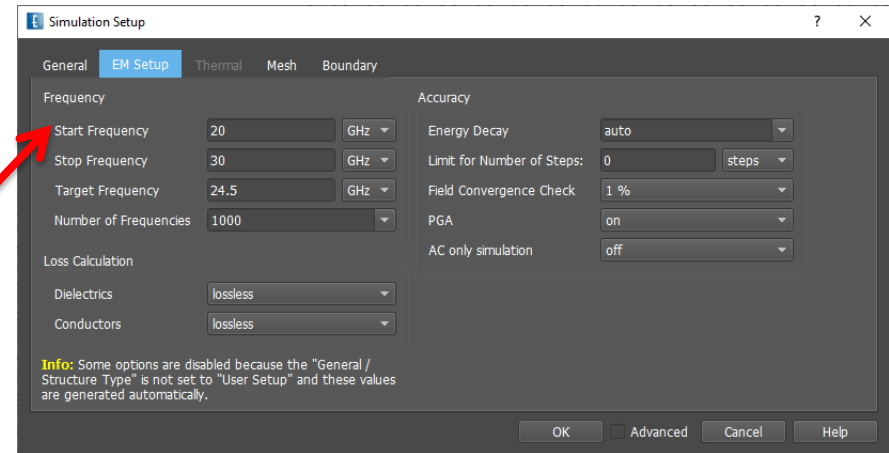 Simulation Setup
?
General EM Setup Thermal Mesh Boundary
Frequency
Start Frequency 20 GHz
Stop Frequency 30 GHz
Target Frequency 24.5 GHz
Number of Frequencies 1000
Loss Calculation
Dielectrics lossless
Conductors lossless
Info: Some options are disabled because the "General /
Structure Type" is not set to "User Setup" and these values
are generated automatically.
Accuracy
Energy Decay auto
Limit for Number of Steps: 0 steps
Field Convergence Check 1 %
PGA on
AC only simulation off
OK Advanced Cancel Help